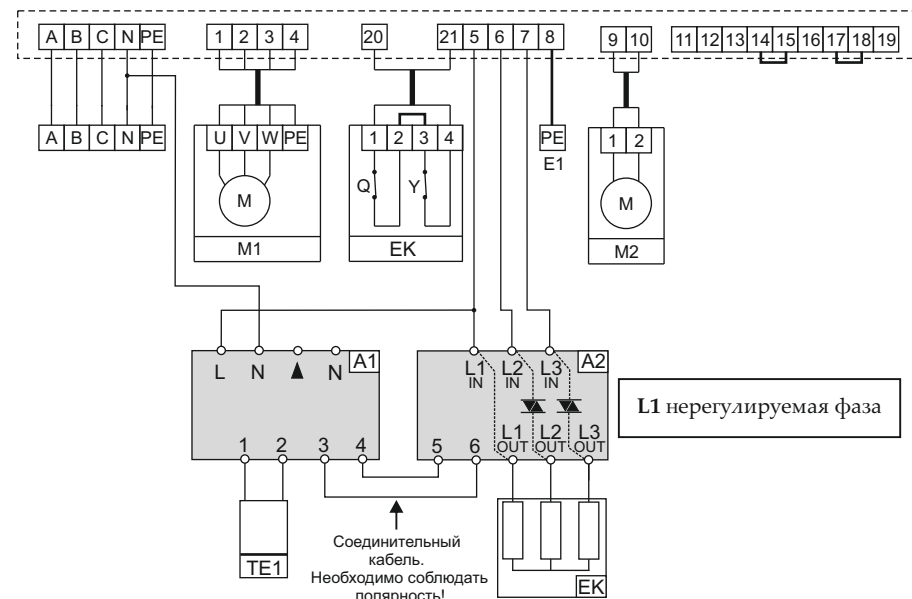 A B C N PE 1 2 3 4 20 21 5 6 7 8 9 10 11 12 13 14 15 16 17 18 19
A B C N PE
U V W PE
1 2 3 4
PE
1 2
E1
Q Y
M
M
M1
EK
M2
L N ▲ N A1
L1 L2 L3 A2
IN IN IN
L1 нерегулируемая фаза
L1 L2 L3
OUT OUT OUT
1 2 3 4 5 6
TE1
Соединительный
кабель.
Необходимо соблюдать
полярность!
EK